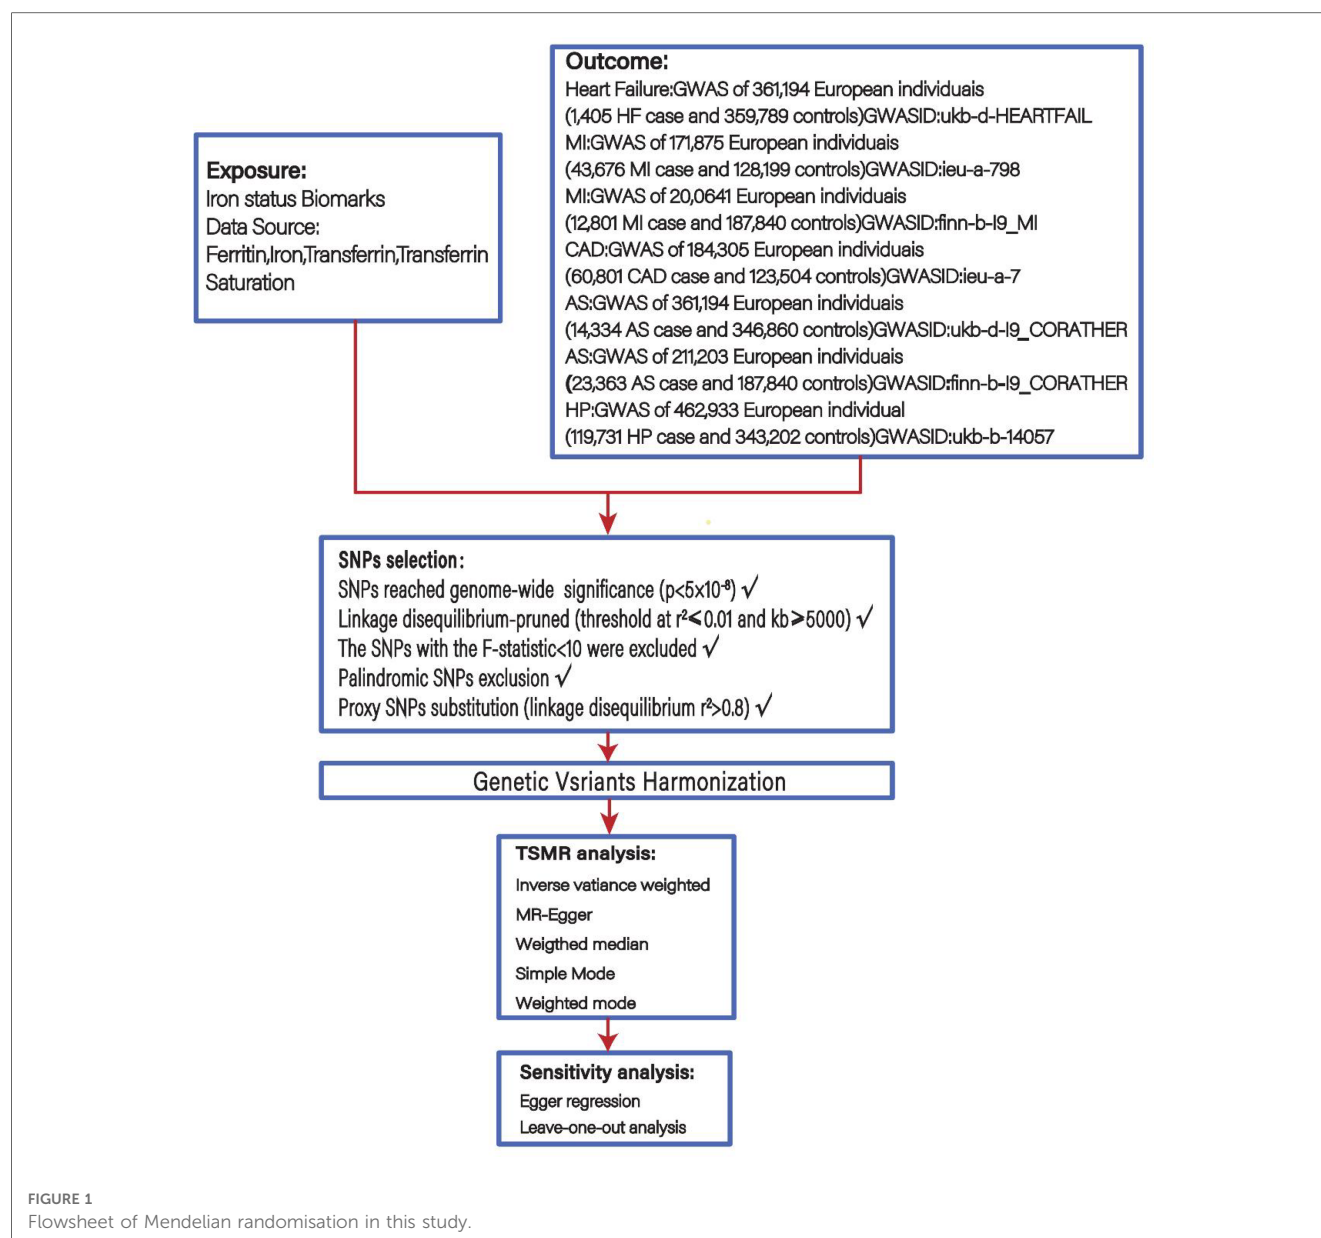 Exposure:
Iron status Biomarks
Data Source:
Ferritin,Iron,Transferrin,Transferrin
Saturation
Outcome:
Heart Failure:GWAS of 361,194 European individuais
(1,405 HF case and 359,789 controls)GWASID:ukb-d-HEARTFAIL
MI:GWAS of 171,875 European individuais
(43,676 MI case and 128,199 controls)GWASID:ieu-a-798
MI:GWAS of 20,0641 European individuais
(12,801 MI case and 187,840 controls)GWASID:finn-b-I9_MI
CAD:GWAS of 184,305 European individuais
(60,801 CAD case and 123,504 controls)GWASID:ieu-a-7
AS:GWAS of 361,194 European individuais
(14,334 AS case and 346,860 controls)GWASID:ukb-d-I9_CORATHER
AS:GWAS of 211,203 European individuais
(23,363 AS case and 187,840 controls)GWASID:finn-b-I9_CORATHER
HP:GWAS of 462,933 European individual
(119,731 HP case and 343,202 controls)GWASID:ukb-b-14057
SNPs selection:
SNPs reached genome-wide significance (p<5x10⁻⁸) √
Linkage disequilibrium-pruned (threshold at r²⩽0.01 and kb⩾5000) √
The SNPs with the F-statistic<10 were excluded √
Palindromic SNPs exclusion √
Proxy SNPs substitution (linkage disequilibrium r²>0.8) √
Genetic Vsriants Harmonization
TSMR analysis:
Inverse vatiance weighted
MR-Egger
Weigthed median
Simple Mode
Weighted mode
Sensitivity analysis:
Egger regression
Leave-one-out analysis
FIGURE 1
Flowsheet of Mendelian randomisation in this study.